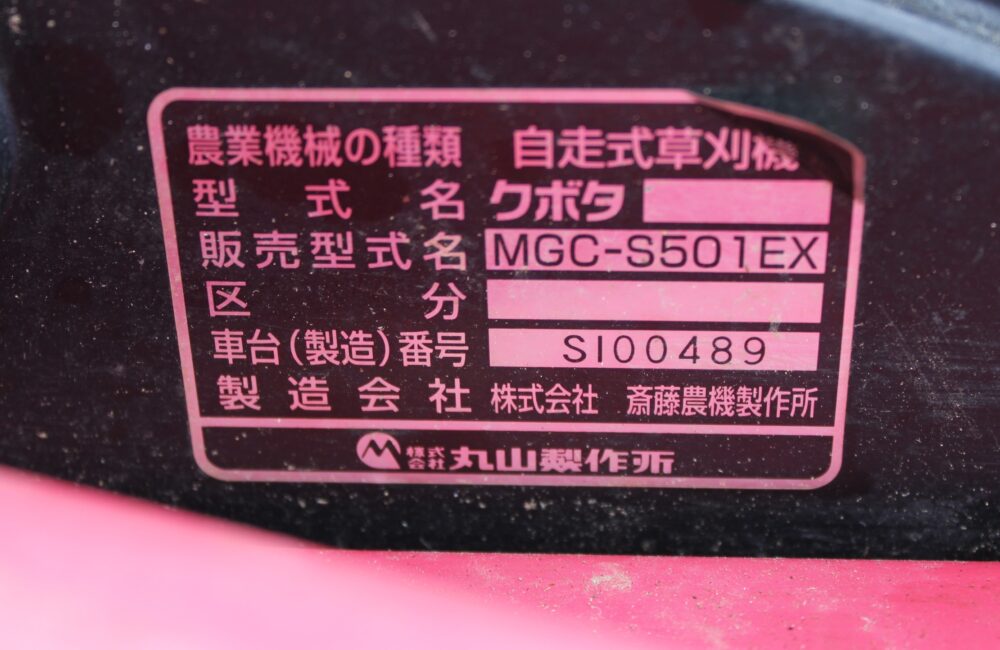 農業機械の種類 自走式草刈機
型式名 クボタ
販売型式名 MGC-S501EX
区分
車台(製造)番号 SI00489
製造会社 株式会社 斎藤農機製作所
株式会社 丸山製作所